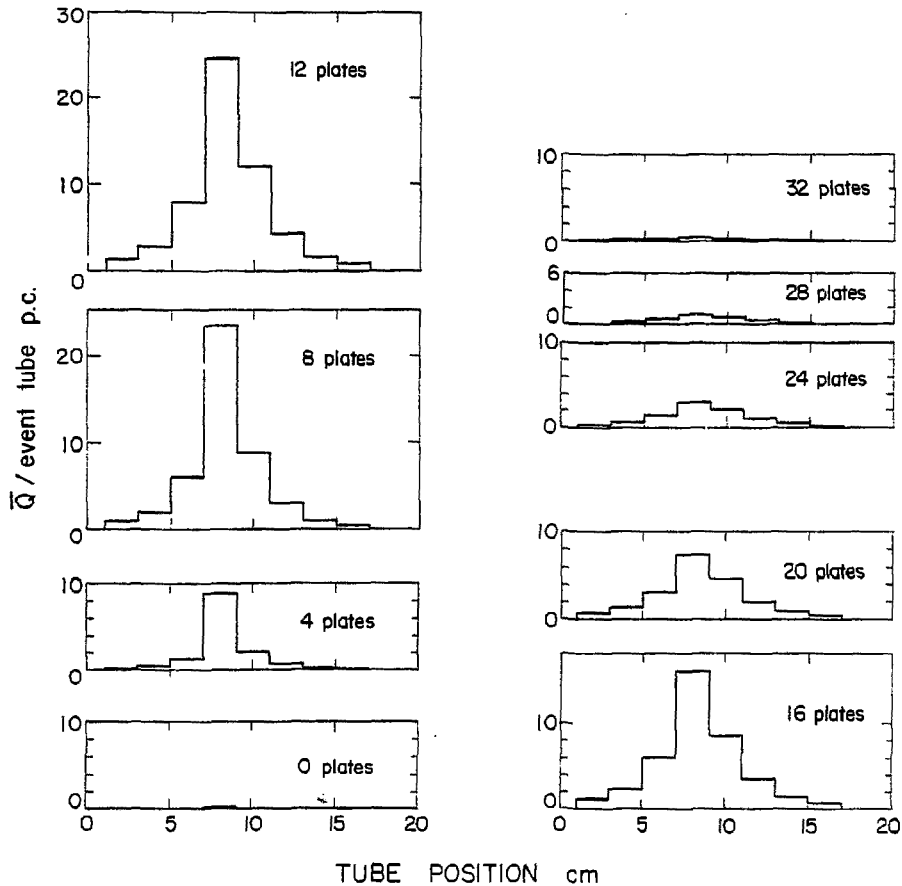 30
20
10
0
12 plates
20
10
0
8 plates
10
0
4 plates
10
0
0 plates
0 5 10 15 20
Q̅/event tube p.c.
10
0
32 plates
6
0
28 plates
10
0
24 plates
20 plates
10
0
16 plates
10
0
0 5 10 15 20
TUBE POSITION cm